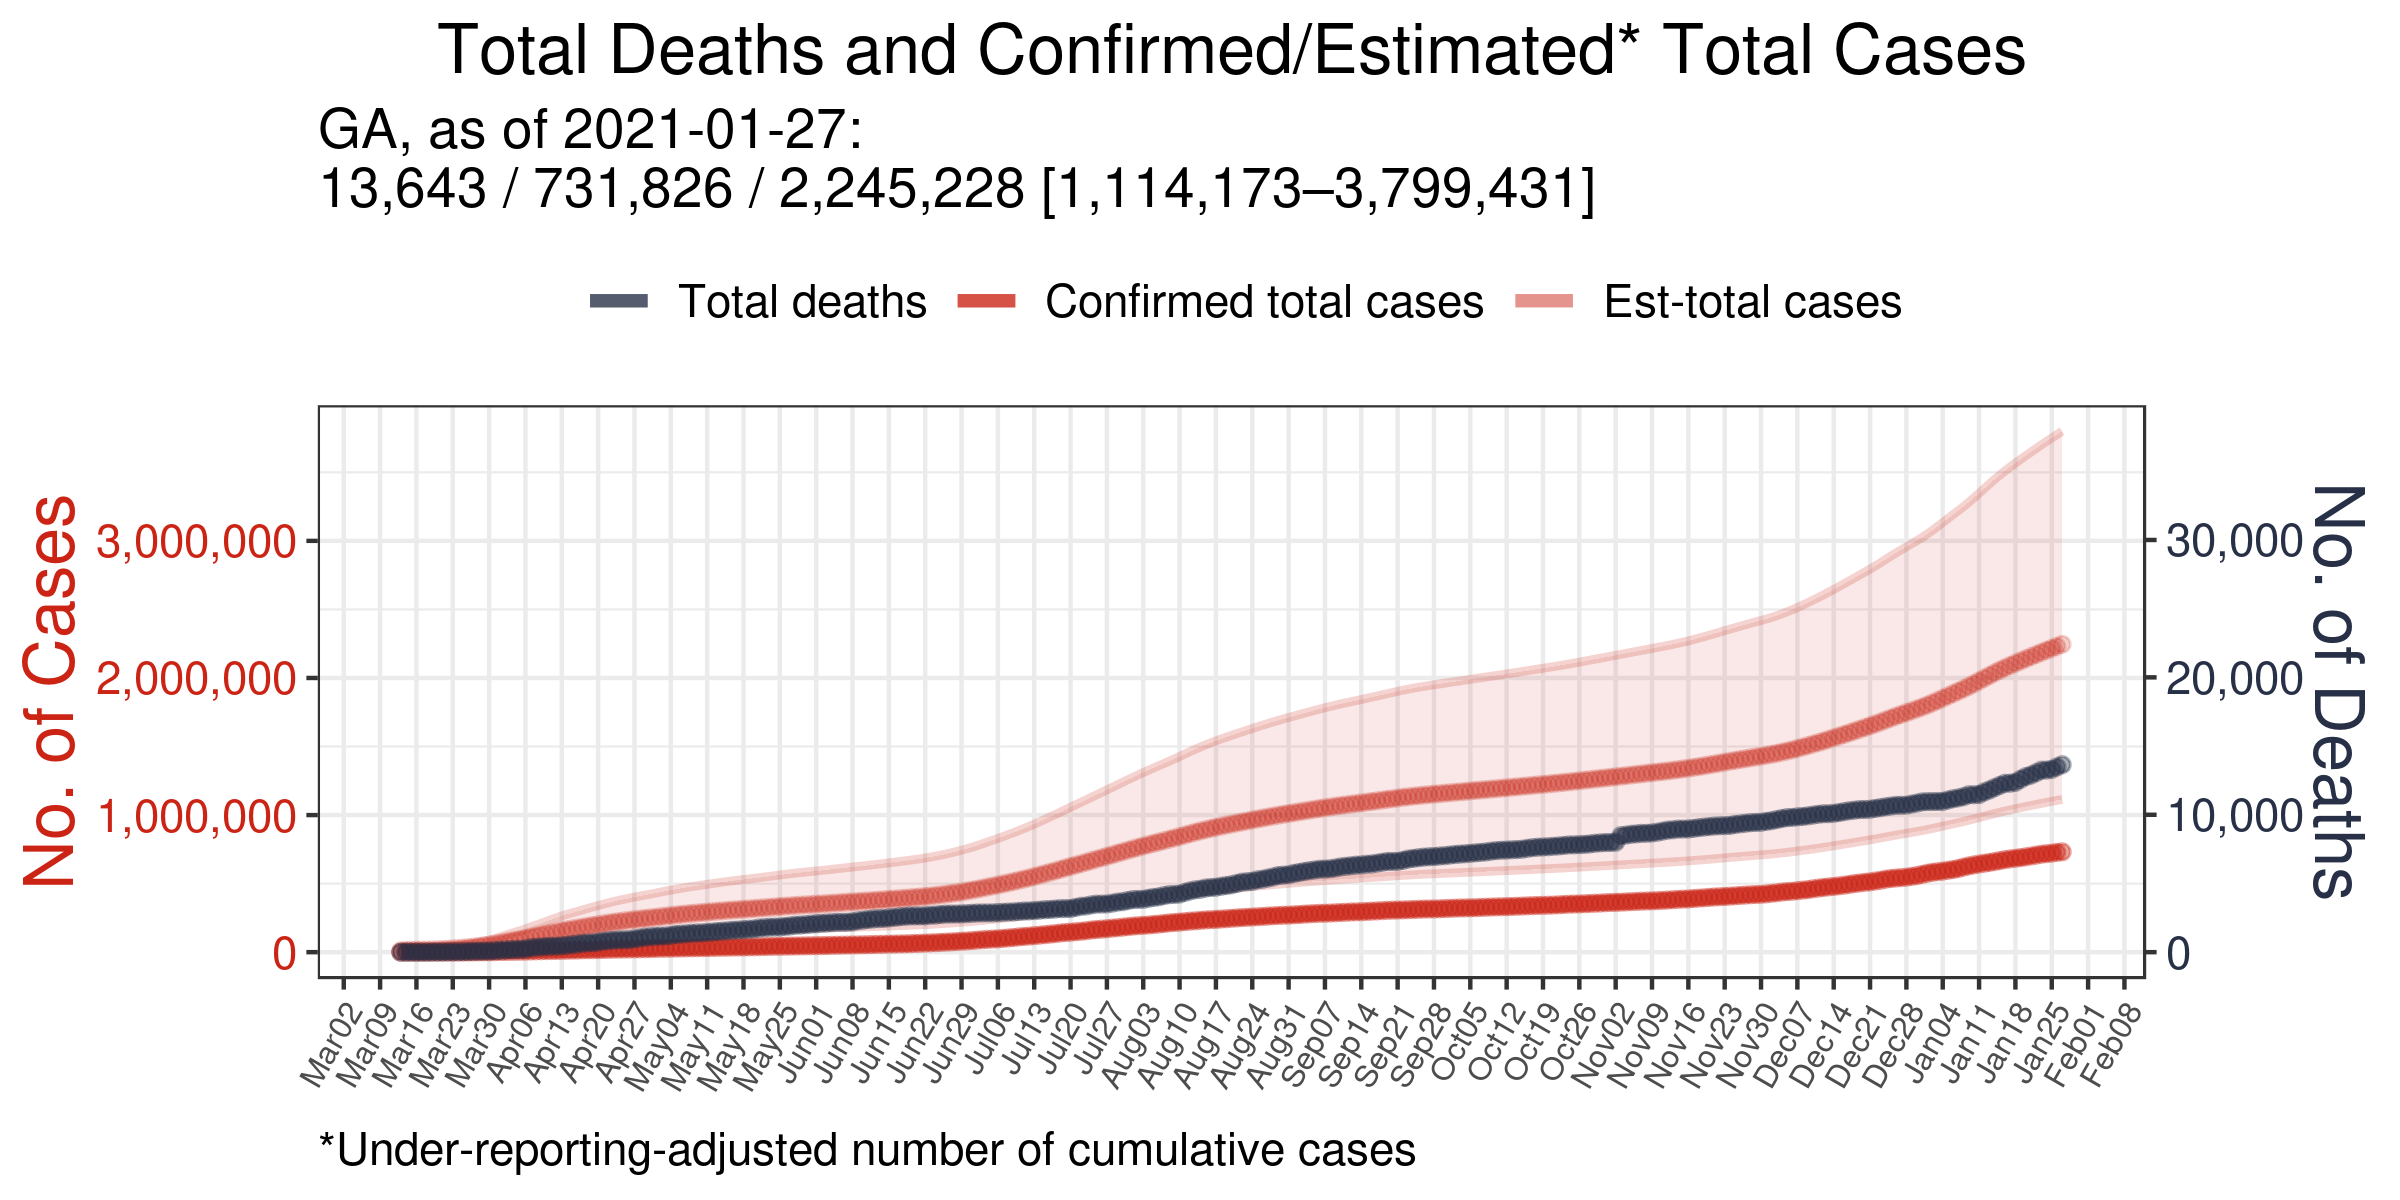 Total Deaths and Confirmed/Estimated* Total Cases
GA, as of 2021-01-27:
13,643 / 731,826 / 2,245,228 [1,114,173–3,799,431]
Total deaths
Confirmed total cases
Est-total cases
No. of Cases
3,000,000
2,000,000
1,000,000
0
30,000
20,000
10,000
0
No. of Deaths
Mar02
Mar09
Mar16
Mar23
Mar30
Apr06
Apr13
Apr20
Apr27
May04
May11
May18
May25
Jun01
Jun08
Jun15
Jun22
Jun29
Jul06
Jul13
Jul20
Jul27
Aug03
Aug10
Aug17
Aug24
Aug31
Sep07
Sep14
Sep21
Sep28
Oct05
Oct12
Oct19
Oct26
Nov02
Nov09
Nov16
Nov23
Nov30
Dec07
Dec14
Dec21
Dec28
Jan04
Jan11
Jan18
Jan25
Feb01
Feb08
*Under-reporting-adjusted number of cumulative cases